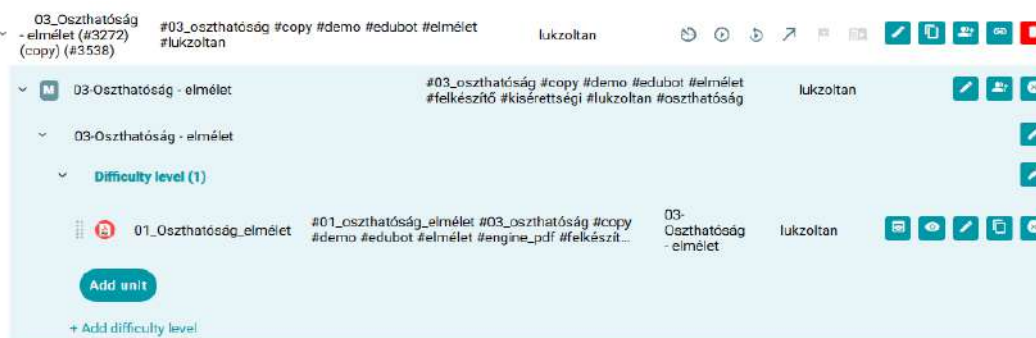 03_Oszthatóság
- elmélet (#3272)
(copy) (#3538)
#03_oszthatóság #copy #demo #edubot #elmélet
#lukzoltan
lukzoltan
M
03-Oszthatóság - elmélet
#03_oszthatóság #copy #demo #edubot #elmélet
#felkészítő #kisérettségi #lukzoltan #oszthatóság
lukzoltan
03-Oszthatóság - elmélet
Difficulty level (1)
01_Oszthatóság_elmélet
#01_oszthatóság_elmélet #03_oszthatóság #copy
#demo #edubot #elmélet #engine_pdf #felkészít...
03-
Oszthatóság
- elmélet
lukzoltan
Add unit
+ Add difficulty level